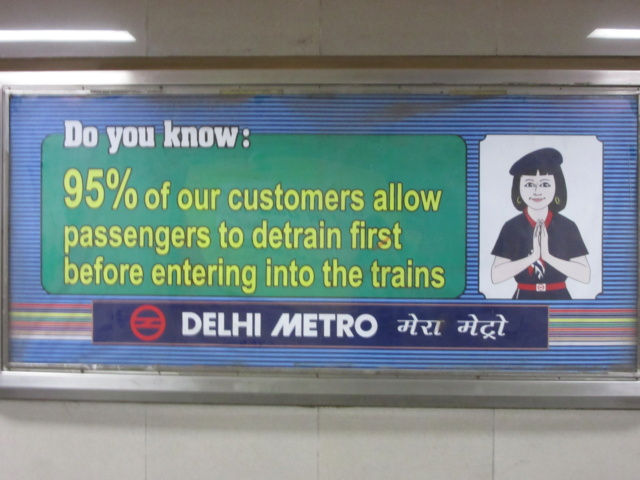 Do you know:
95% of our customers allow
passengers to detrain first
before entering into the trains
DELHI METRO मेरा मेट्रो